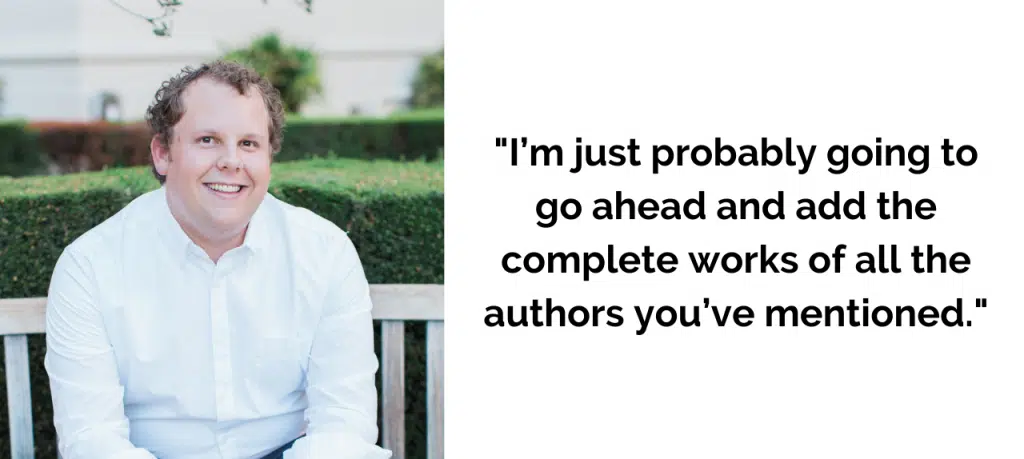 "I’m just probably going to
go ahead and add the
complete works of all the
authors you’ve mentioned."